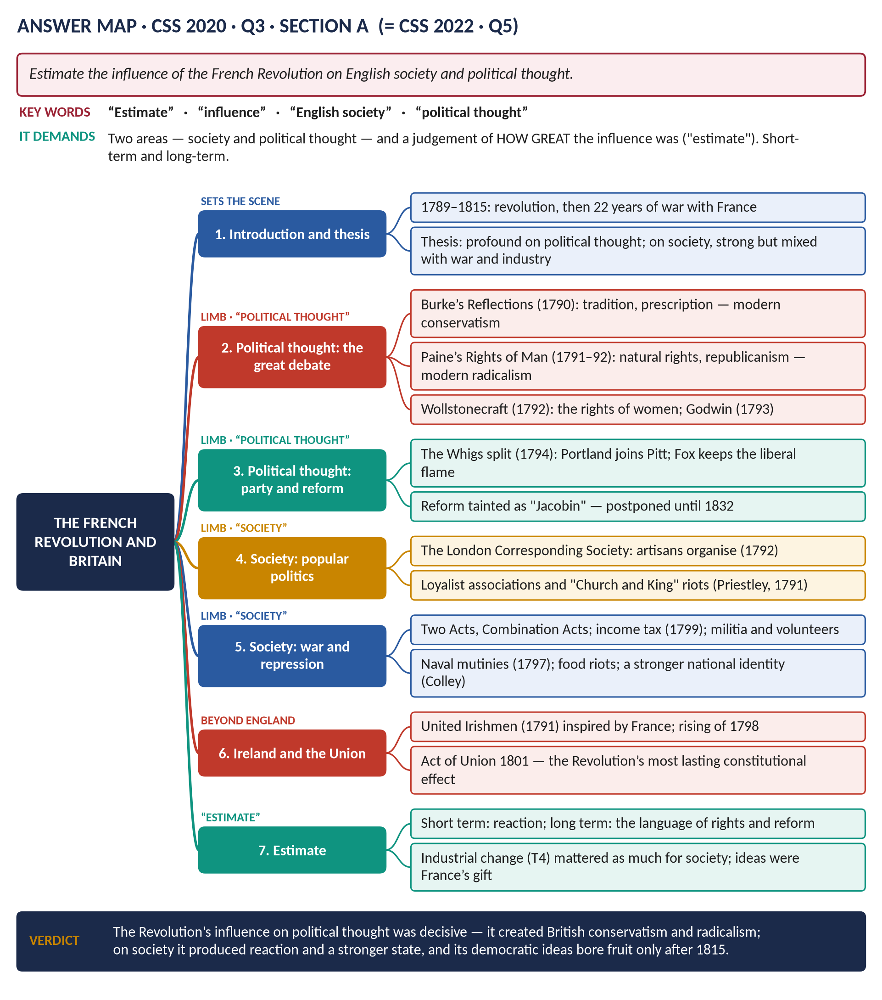 ANSWER MAP · CSS 2020 · Q3 · SECTION A (= CSS 2022 · Q5)
Estimate the influence of the French Revolution on English society and political thought.
KEY WORDS “Estimate” · “influence” · “English society” · “political thought”
IT DEMANDS Two areas — society and political thought — and a judgement of HOW GREAT the influence was ("estimate"). Short-
term and long-term.
THE FRENCH
REVOLUTION AND
BRITAIN
SETS THE SCENE
1. Introduction and thesis
1789–1815: revolution, then 22 years of war with France
Thesis: profound on political thought; on society, strong but mixed
with war and industry
LIMB · “POLITICAL THOUGHT”
2. Political thought: the
great debate
Burke’s Reflections (1790): tradition, prescription — modern
conservatism
Paine’s Rights of Man (1791–92): natural rights, republicanism —
modern radicalism
Wollstonecraft (1792): the rights of women; Godwin (1793)
LIMB · “POLITICAL THOUGHT”
3. Political thought:
party and reform
The Whigs split (1794): Portland joins Pitt; Fox keeps the liberal
flame
Reform tainted as "Jacobin" — postponed until 1832
LIMB · “SOCIETY”
4. Society: popular
politics
The London Corresponding Society: artisans organise (1792)
Loyalist associations and "Church and King" riots (Priestley, 1791)
LIMB · “SOCIETY”
5. Society: war and
repression
Two Acts, Combination Acts; income tax (1799); militia and volunteers
Naval mutinies (1797); food riots; a stronger national identity
(Colley)
BEYOND ENGLAND
6. Ireland and the Union
United Irishmen (1791) inspired by France; rising of 1798
Act of Union 1801 — the Revolution’s most lasting constitutional
effect
“ESTIMATE”
7. Estimate
Short term: reaction; long term: the language of rights and reform
Industrial change (T4) mattered as much for society; ideas were
France’s gift
VERDICT The Revolution’s influence on political thought was decisive — it created British conservatism and radicalism;
on society it produced reaction and a stronger state, and its democratic ideas bore fruit only after 1815.